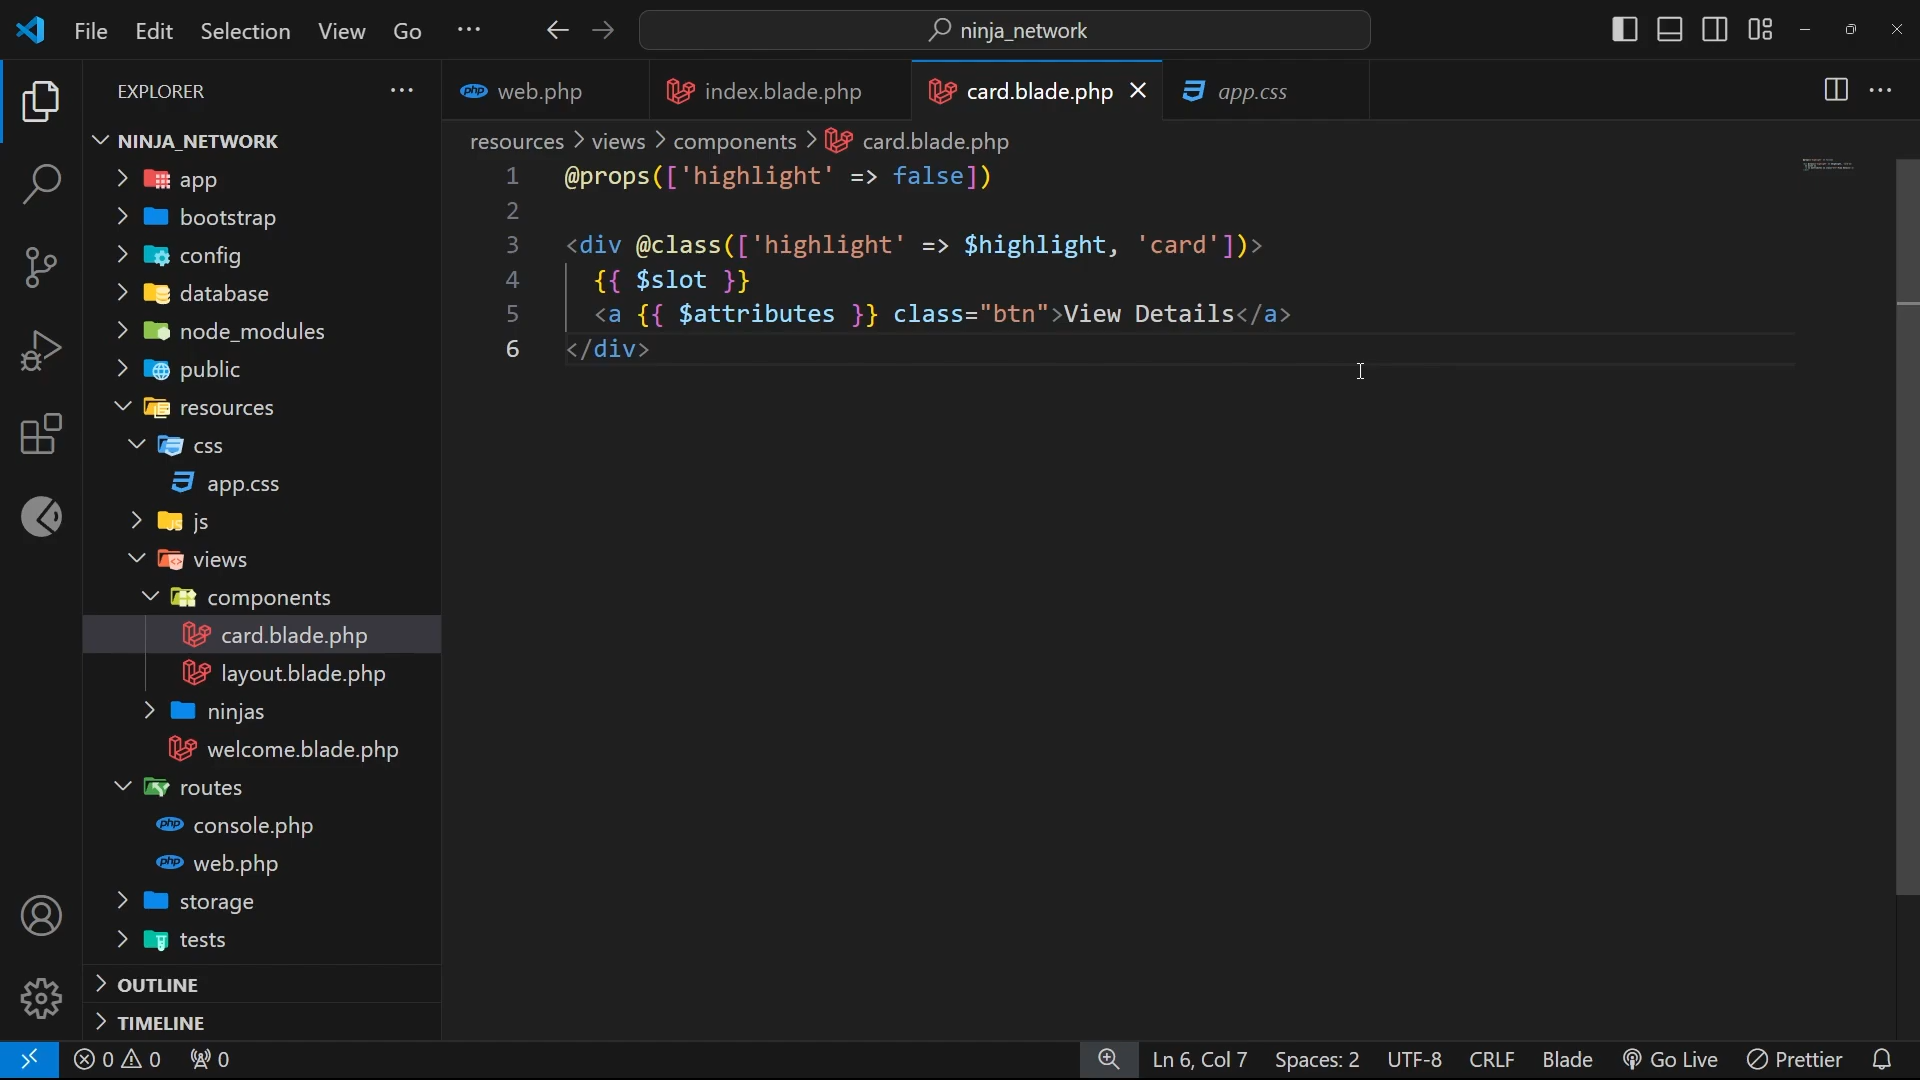 File Edit Selection View Go ··· ninja_network
EXPLORER ···
web.php index.blade.php card.blade.php app.css
NINJA_NETWORK
app
bootstrap
config
database
node_modules
public
resources
css
app.css
js
views
components
card.blade.php
layout.blade.php
ninjas
welcome.blade.php
routes
console.php
web.php
storage
tests
OUTLINE
TIMELINE
resources > views > components > card.blade.php
1 @props(['highlight' => false])
2
3 <div @class(['highlight' => $highlight, 'card'])>
4 {{ $slot }}
5 <a {{ $attributes }} class="btn">View Details</a>
6 </div>
0 0 0 Ln 6, Col 7 Spaces: 2 UTF-8 CRLF Blade Go Live Prettier